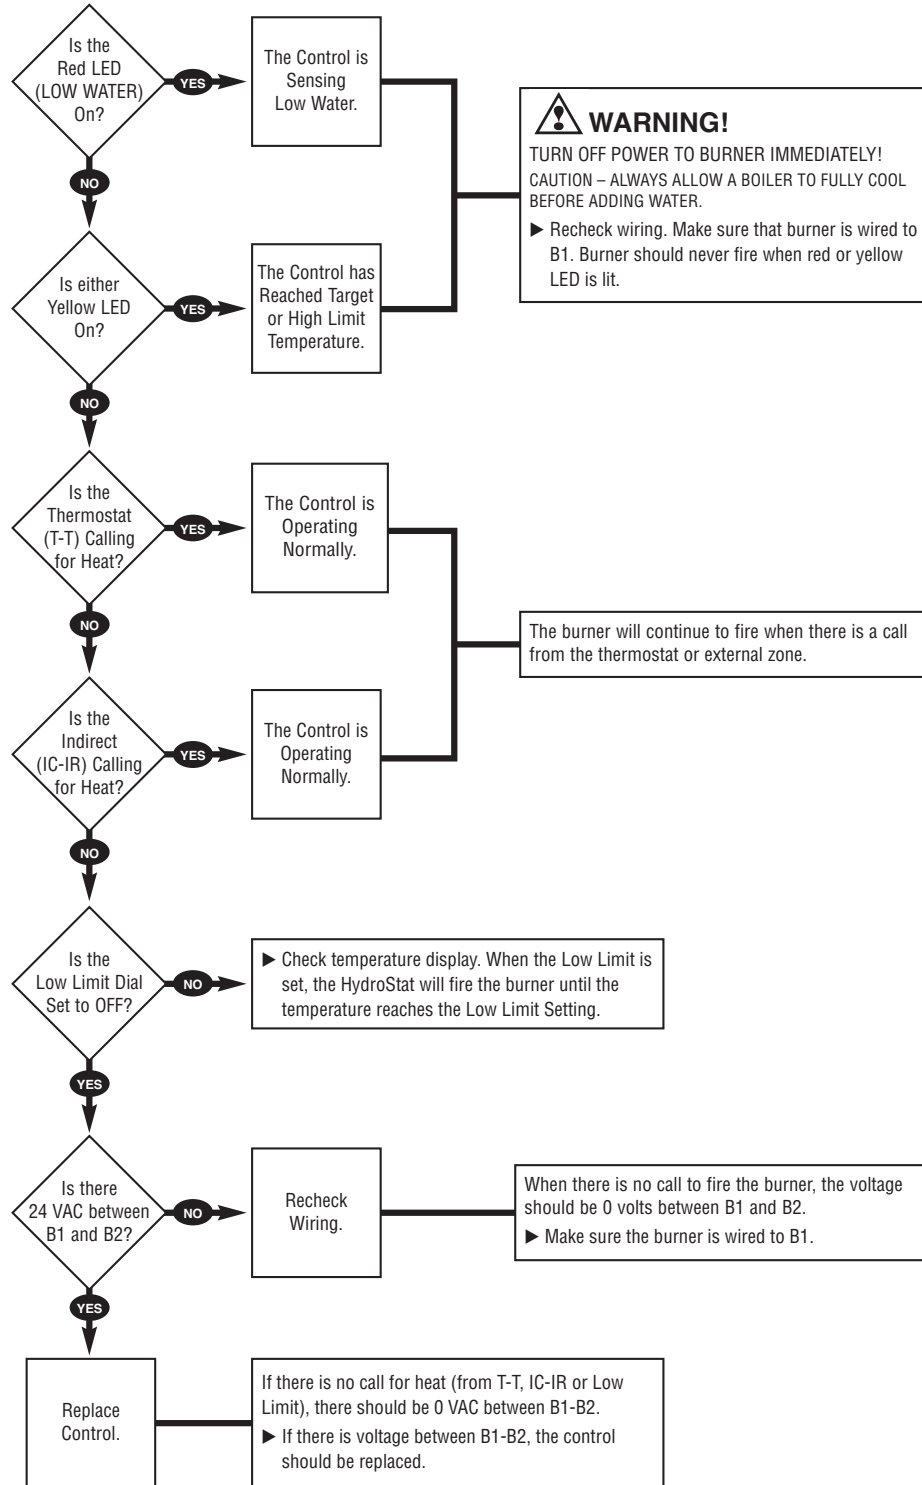 Is the
Red LED
(LOW WATER)
On?
YES
The Control is
Sensing
Low Water.
WARNING!
TURN OFF POWER TO BURNER IMMEDIATELY!
CAUTION – ALWAYS ALLOW A BOILER TO FULLY COOL
BEFORE ADDING WATER.
▶ Recheck wiring. Make sure that burner is wired to
B1. Burner should never fire when red or yellow
LED is lit.
NO
Is either
Yellow LED
On?
YES
The Control has
Reached Target
or High Limit
Temperature.
NO
Is the
Thermostat
(T-T) Calling
for Heat?
YES
The Control is
Operating
Normally.
The burner will continue to fire when there is a call
from the thermostat or external zone.
NO
Is the
Indirect
(IC-IR) Calling
for Heat?
YES
The Control is
Operating
Normally.
NO
Is the
Low Limit Dial
Set to OFF?
NO
▶ Check temperature display. When the Low Limit is
set, the HydroStat will fire the burner until the
temperature reaches the Low Limit Setting.
YES
Is there
24 VAC between
B1 and B2?
NO
Recheck
Wiring.
When there is no call to fire the burner, the voltage
should be 0 volts between B1 and B2.
▶ Make sure the burner is wired to B1.
YES
Replace
Control.
If there is no call for heat (from T-T, IC-IR or Low
Limit), there should be 0 VAC between B1-B2.
▶ If there is voltage between B1-B2, the control
should be replaced.